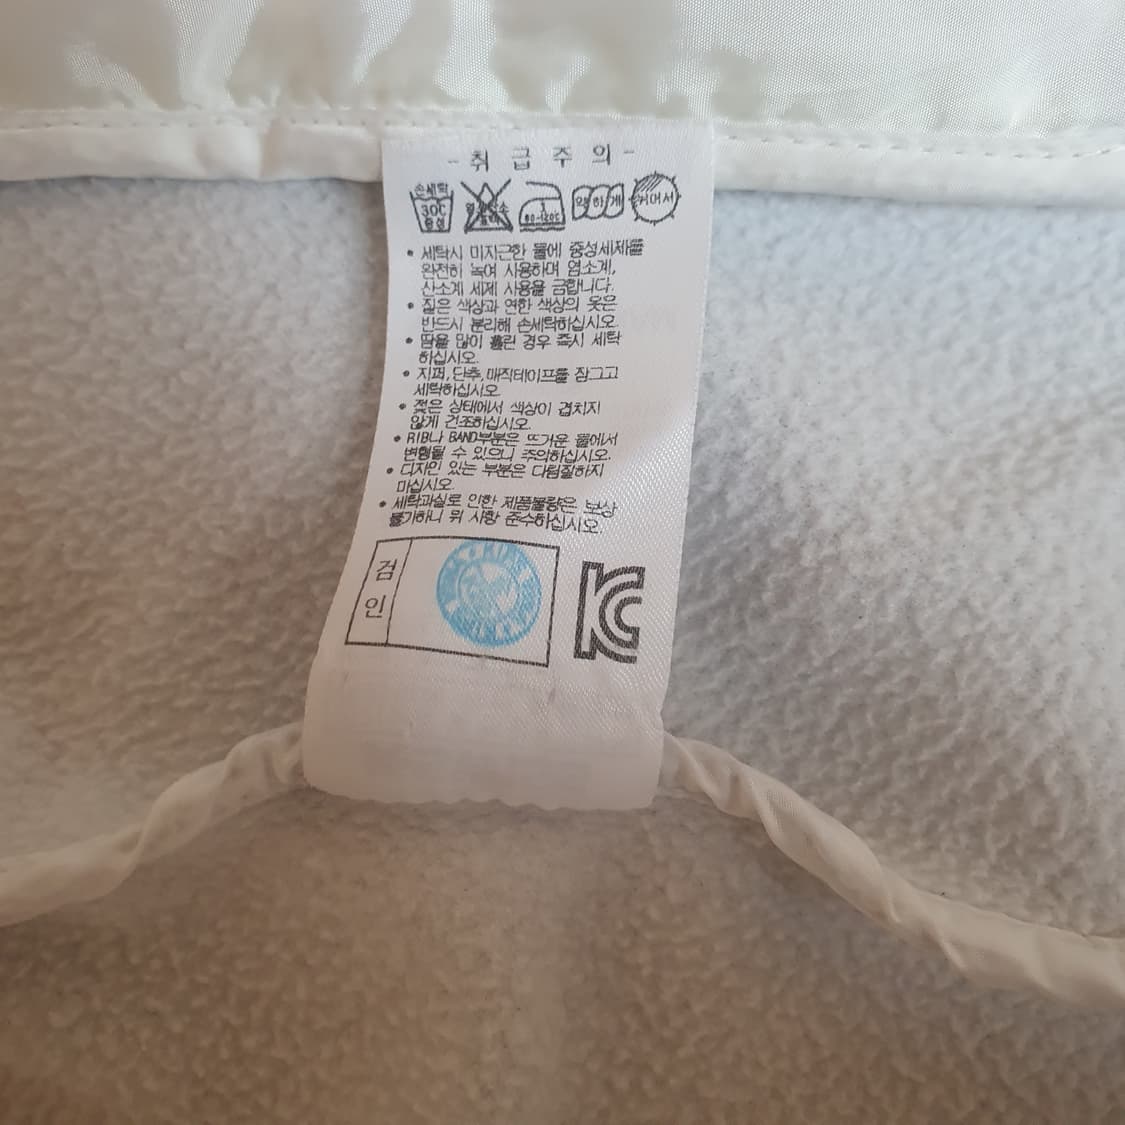 -취급주의-
손세탁 30℃ 중성
1 80-120℃
약하게
• 세탁시 미지근한 물에 중성세제를
완전히 녹여 사용하며 염소계,
산소계 세제 사용을 금합니다.
• 짙은 색상과 연한 색상의 옷은
반드시 분리해 손세탁하십시오.
• 땀을 많이 흘린 경우 즉시 세탁
하십시오.
• 지퍼,단추,매직테이프를 잠그고
세탁하십시오.
• 젖은 상태에서 색상이 겹치지
않게 건조하십시오.
• RIB나 BAND부분은 뜨거운 물에서
변형될 수 있으니 주의하십시오.
• 디자인 있는 부분은 다림질하지
마십시오.
• 세탁과실로 인한 제품불량은 보상
불가하니 위 사항 준수하십시오.
검인
KC